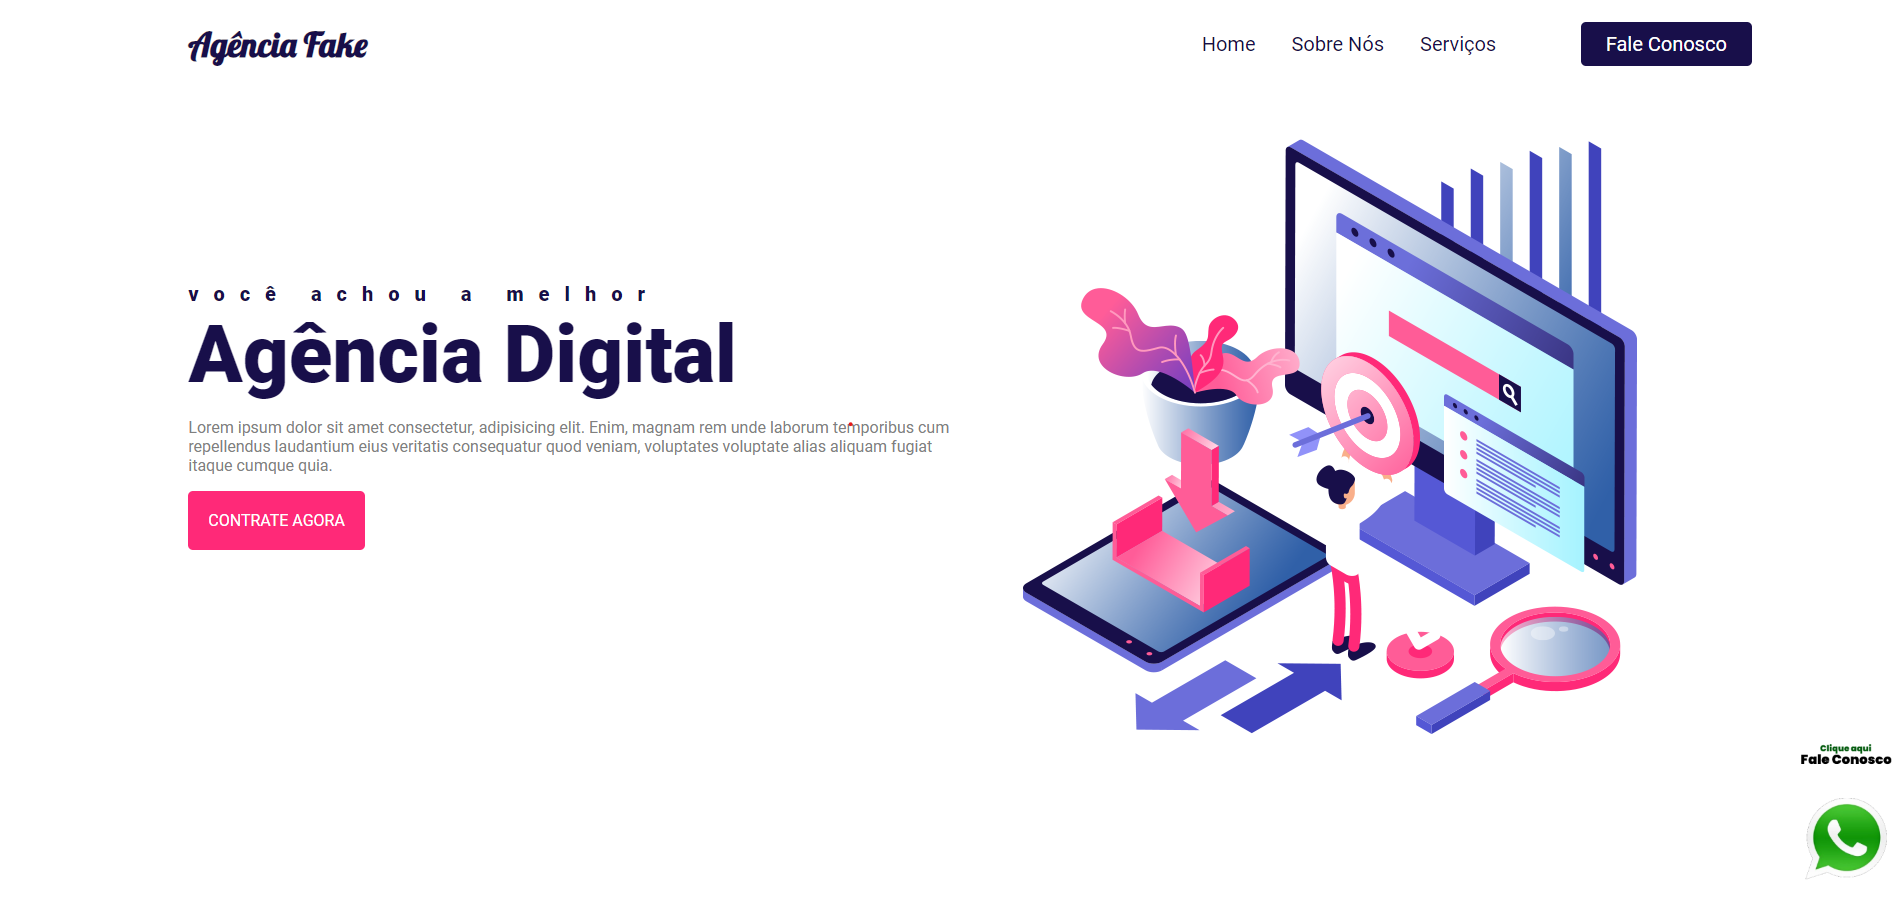 Agência Fake
Home Sobre Nós Serviços Fale Conosco
você achou a melhor
Agência Digital
Lorem ipsum dolor sit amet consectetur, adipisicing elit. Enim, magnam rem unde laborum temporibus cum
repellendus laudantium eius veritatis consequatur quod veniam, voluptates voluptate alias aliquam fugiat
itaque cumque quia.
CONTRATE AGORA
Clique aqui
Fale Conosco